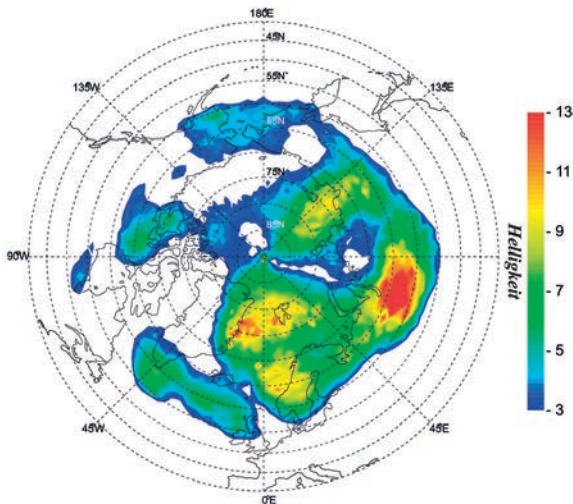 180E
45N
55N
135W
135E
65N
75N
85N
90W
45W
45E
0E
- 13
- 11
- 9
- 7
- 5
- 3
Helligkeit